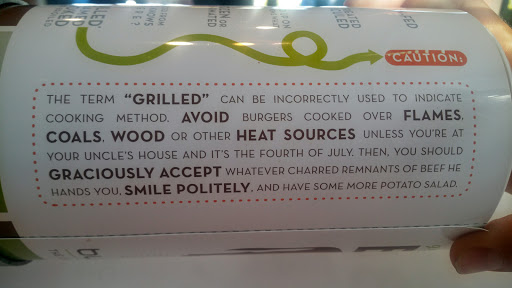 CAUTION:
THE TERM "GRILLED" CAN BE INCORRECTLY USED TO INDICATE
COOKING METHOD. AVOID BURGERS COOKED OVER FLAMES,
COALS, WOOD OR OTHER HEAT SOURCES UNLESS YOU'RE AT
YOUR UNCLE'S HOUSE AND IT'S THE FOURTH OF JULY. THEN, YOU SHOULD
GRACIOUSLY ACCEPT WHATEVER CHARRED REMNANTS OF BEEF HE
HANDS YOU, SMILE POLITELY, AND HAVE SOME MORE POTATO SALAD.